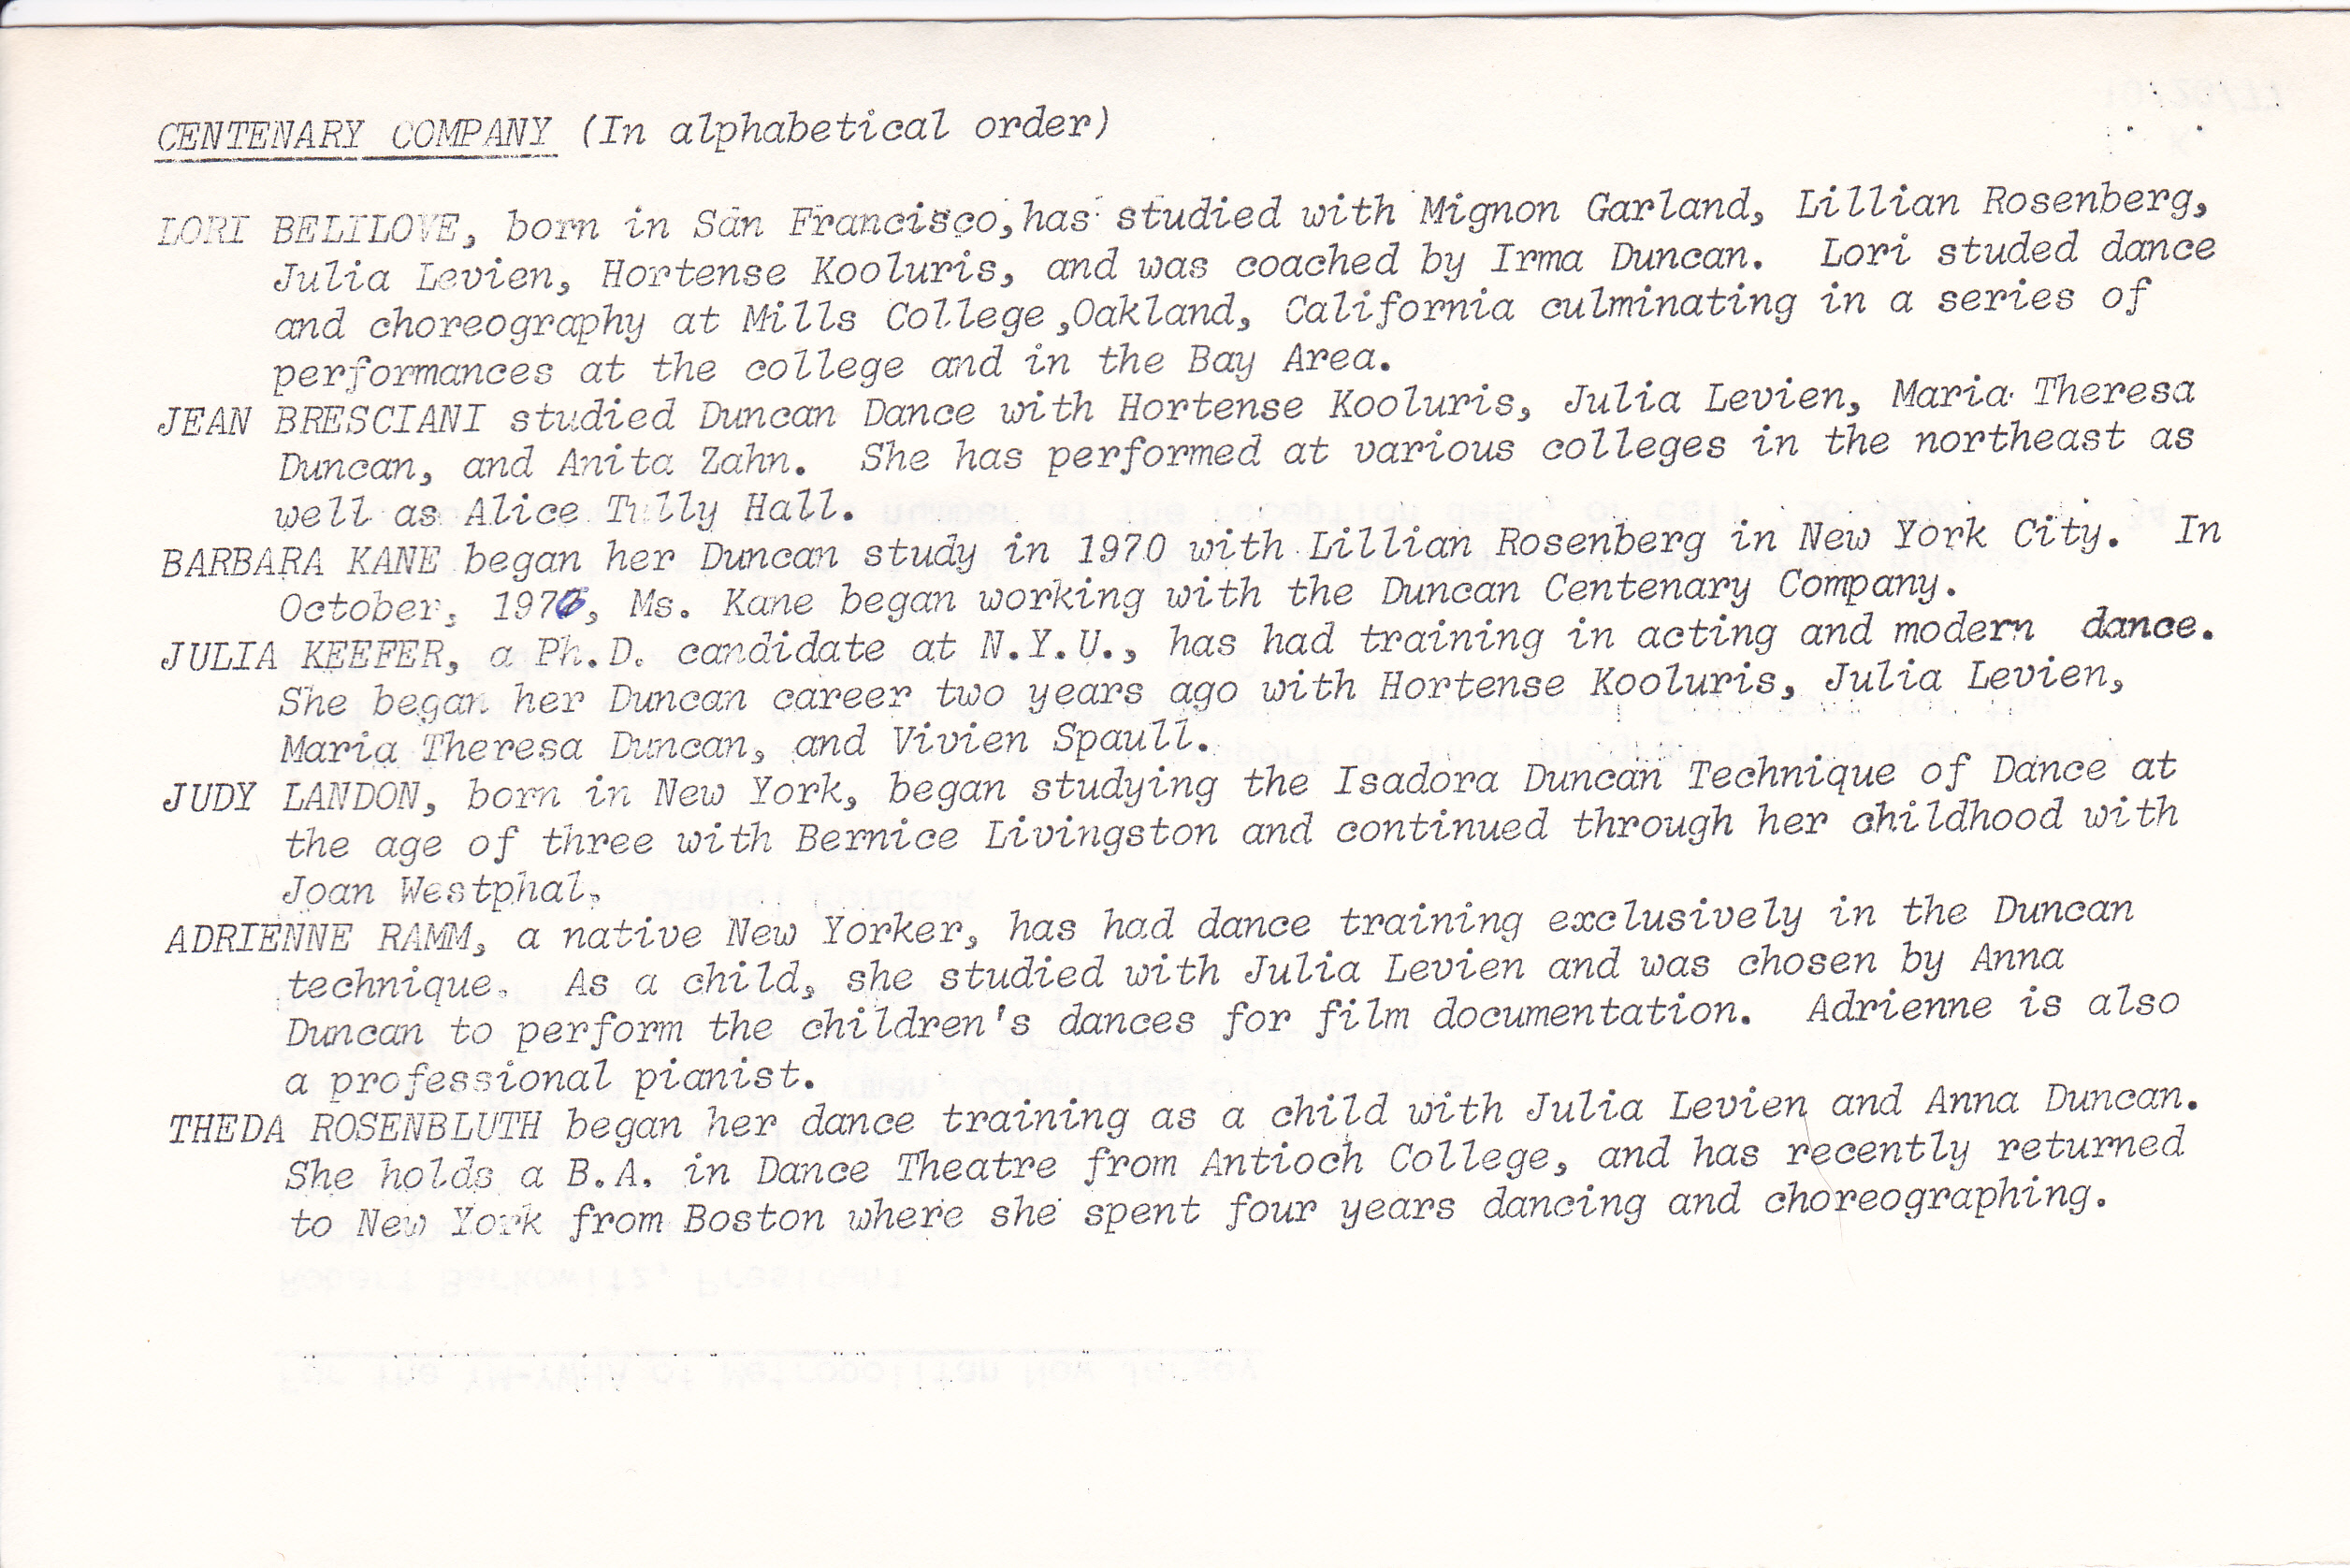 CENTENARY COMPANY (In alphabetical order)
LORI BELILOVE, born in San Francisco,has studied with Mignon Garland, Lillian Rosenberg,
Julia Levien, Hortense Kooluris, and was coached by Irma Duncan. Lori studed dance
and choreography at Mills College ,Oakland, California culminating in a series of
performances at the college and in the Bay Area.
JEAN BRESCIANI studied Duncan Dance with Hortense Kooluris, Julia Levien, Maria Theresa
Duncan, and Anita Zahn. She has performed at various colleges in the northeast as
well as Alice Tully Hall.
BARBARA KANE began her Duncan study in 1970 with Lillian Rosenberg in New York City. In
October, 1976, Ms. Kane began working with the Duncan Centenary Company.
JULIA KEEFER, a Ph.D. candidate at N.Y.U., has had training in acting and modern dance.
She began her Duncan career two years ago with Hortense Kooluris, Julia Levien,
Maria Theresa Duncan, and Vivien Spaull.
JUDY LANDON, born in New York, began studying the Isadora Duncan Technique of Dance at
the age of three with Bernice Livingston and continued through her childhood with
Joan Westphal.
ADRIENNE RAMM, a native New Yorker, has had dance training exclusively in the Duncan
technique. As a child, she studied with Julia Levien and was chosen by Anna
Duncan to perform the children's dances for film documentation. Adrienne is also
a professional pianist.
THEDA ROSENBLUTH began her dance training as a child with Julia Levien and Anna Duncan.
She holds a B.A. in Dance Theatre from Antioch College, and has recently returned
to New York from Boston where she spent four years dancing and choreographing.